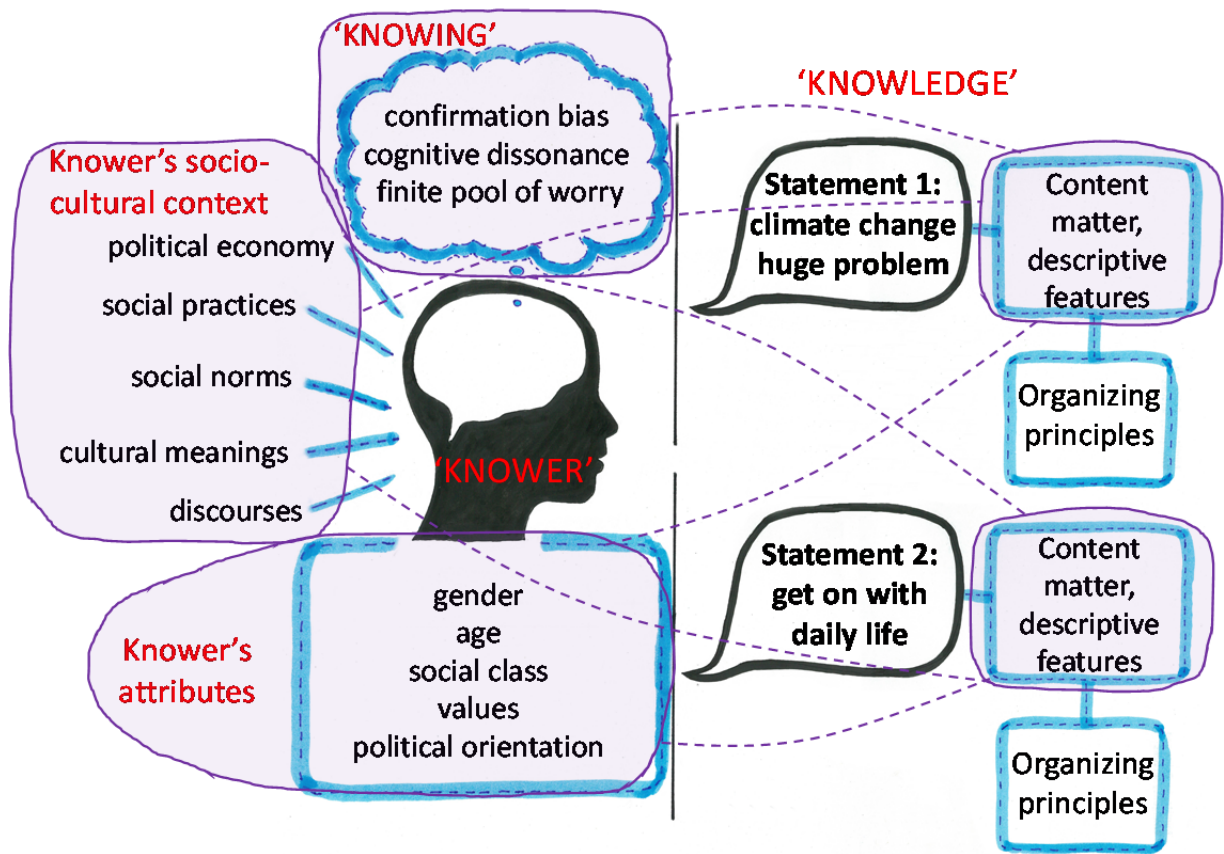 ‘KNOWING’
confirmation bias
cognitive dissonance
finite pool of worry
Knower’s socio-
cultural context
political economy
social practices
social norms
cultural meanings
discourses
‘KNOWER’
Knower’s
attributes
gender
age
social class
values
political orientation
‘KNOWLEDGE’
Statement 1:
climate change
huge problem
Content
matter,
descriptive
features
Organizing
principles
Statement 2:
get on with
daily life
Content
matter,
descriptive
features
Organizing
principles